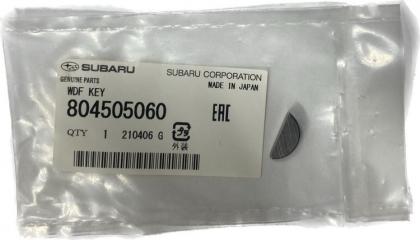 SUBARU SUBARU CORPORATION
GENUINE PARTS MADE IN JAPAN
WDF KEY
804505060 EAC
QTY 1 210406 G
外装